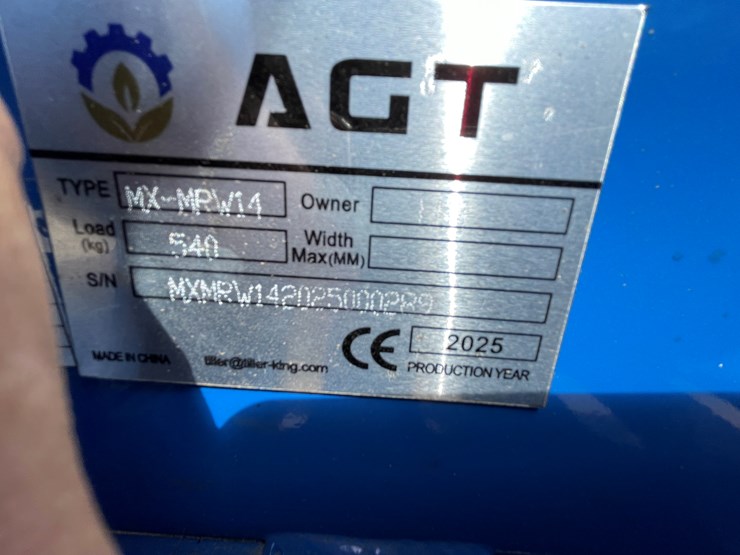 AGT
TYPE MX-MRW14 Owner
Load (kg) 540 Width Max(MM)
S/N MXMRW142025000289
CE 2025
MADE IN CHINA tiller@tiller-king.com PRODUCTION YEAR